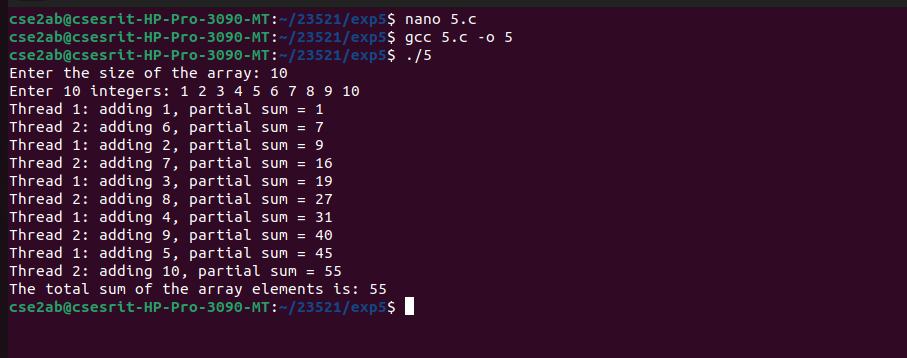 cse2ab@csesrit-HP-Pro-3090-MT:~/23521/exp5$ nano 5.c
cse2ab@csesrit-HP-Pro-3090-MT:~/23521/exp5$ gcc 5.c -o 5
cse2ab@csesrit-HP-Pro-3090-MT:~/23521/exp5$ ./5
Enter the size of the array: 10
Enter 10 integers: 1 2 3 4 5 6 7 8 9 10
Thread 1: adding 1, partial sum = 1
Thread 2: adding 6, partial sum = 7
Thread 1: adding 2, partial sum = 9
Thread 2: adding 7, partial sum = 16
Thread 1: adding 3, partial sum = 19
Thread 2: adding 8, partial sum = 27
Thread 1: adding 4, partial sum = 31
Thread 2: adding 9, partial sum = 40
Thread 1: adding 5, partial sum = 45
Thread 2: adding 10, partial sum = 55
The total sum of the array elements is: 55
cse2ab@csesrit-HP-Pro-3090-MT:~/23521/exp5$